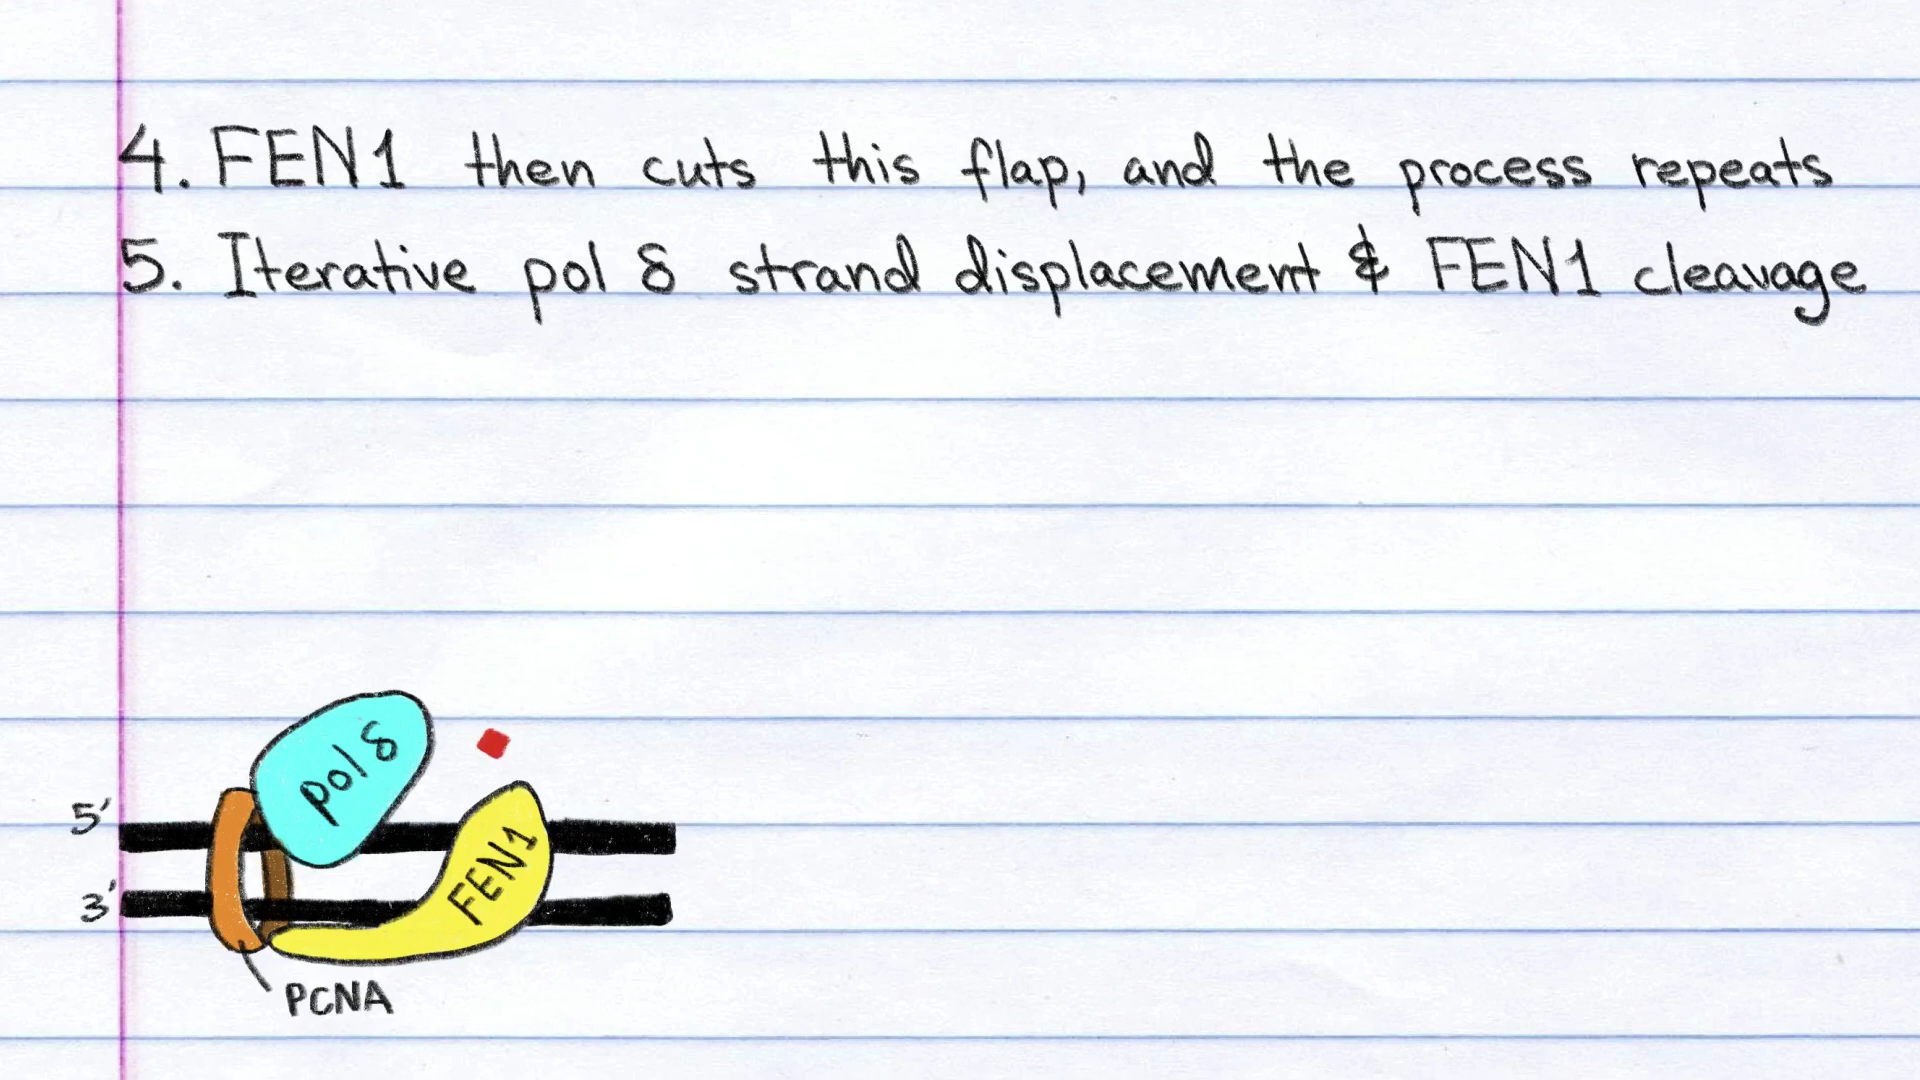 4. FEN1 then cuts this flap, and the process repeats
5. Iterative pol δ strand displacement & FEN1 cleavage
pol δ
5'
FEN1
3'
PCNA